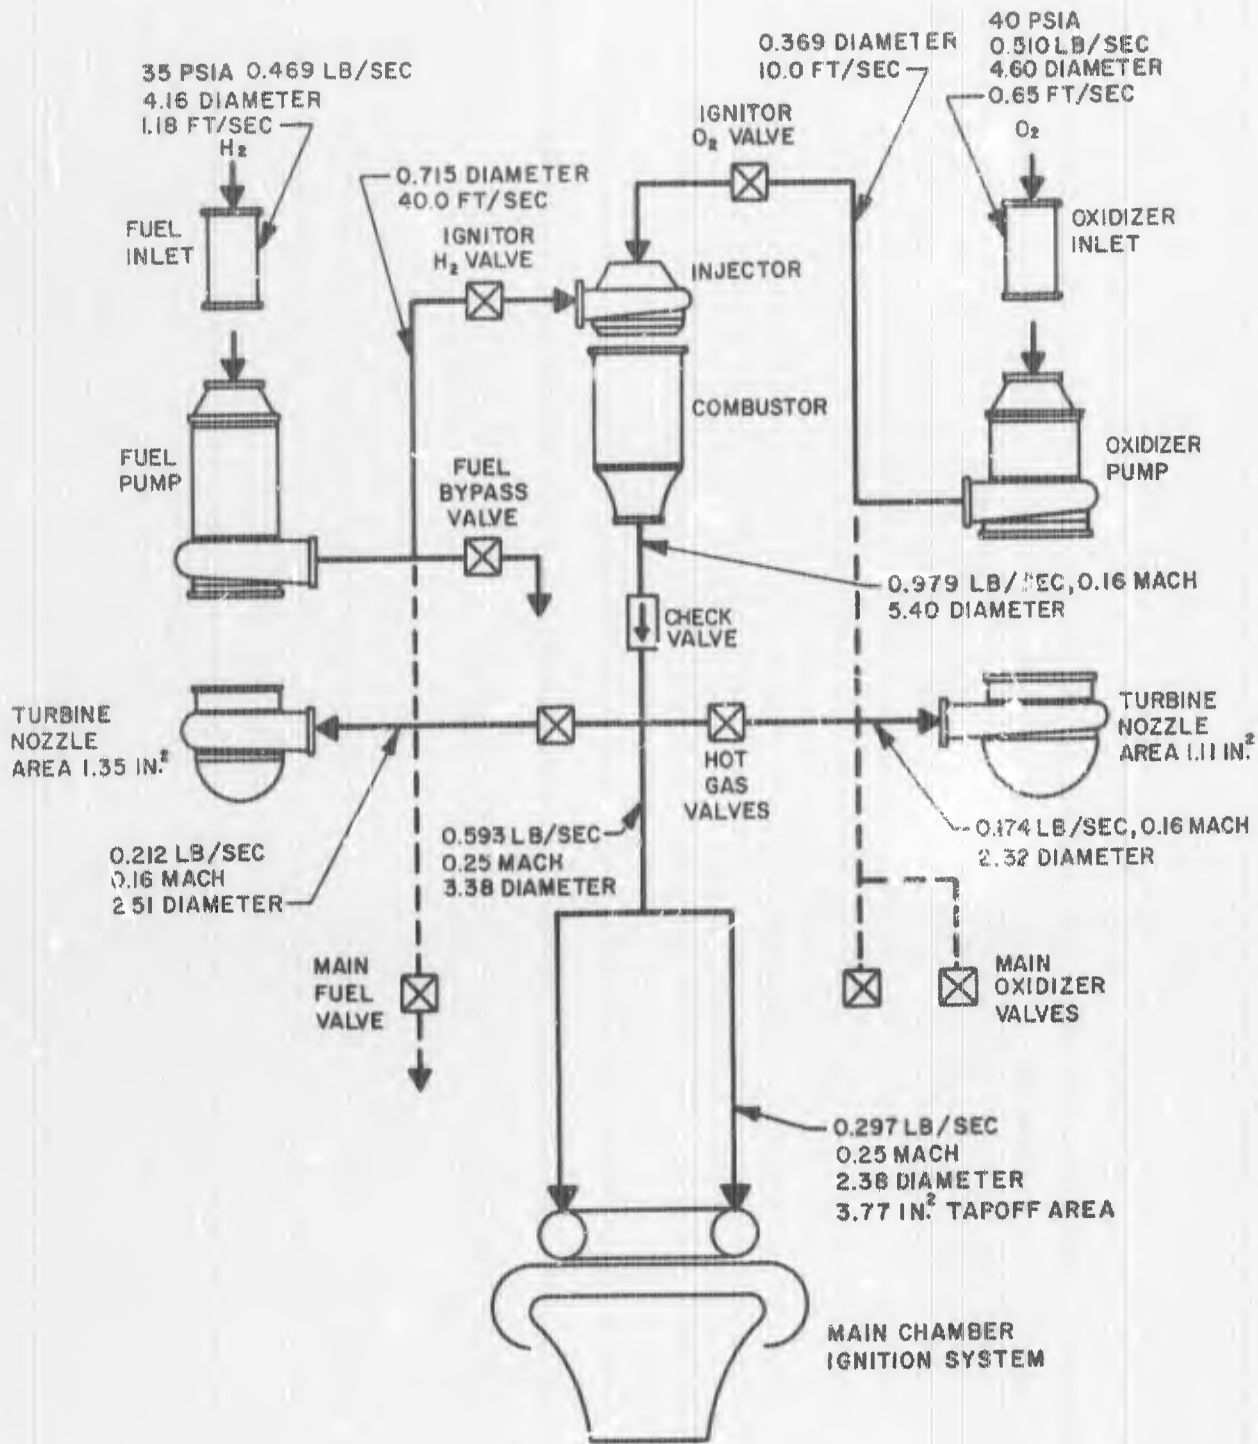 35 PSIA 0.469 LB/SEC
4.16 DIAMETER
1.18 FT/SEC
H₂
FUEL
INLET
0.715 DIAMETER
40.0 FT/SEC
IGNITOR
H₂ VALVE
0.369 DIAMETER
10.0 FT/SEC
IGNITOR
O₂ VALVE
40 PSIA
0.510 LB/SEC
4.60 DIAMETER
0.65 FT/SEC
O₂
OXIDIZER
INLET
INJECTOR
COMBUSTOR
FUEL
PUMP
FUEL
BYPASS
VALVE
OXIDIZER
PUMP
0.979 LB/SEC, 0.16 MACH
5.40 DIAMETER
CHECK
VALVE
TURBINE
NOZZLE
AREA 1.35 IN.²
HOT
GAS
VALVES
TURBINE
NOZZLE
AREA 1.11 IN.²
0.212 LB/SEC
0.16 MACH
2.51 DIAMETER
0.593 LB/SEC
0.25 MACH
3.38 DIAMETER
0.174 LB/SEC, 0.16 MACH
2.32 DIAMETER
MAIN
FUEL
VALVE
MAIN
OXIDIZER
VALVES
0.297 LB/SEC
0.25 MACH
2.38 DIAMETER
3.77 IN.² TAPOFF AREA
MAIN CHAMBER
IGNITION SYSTEM